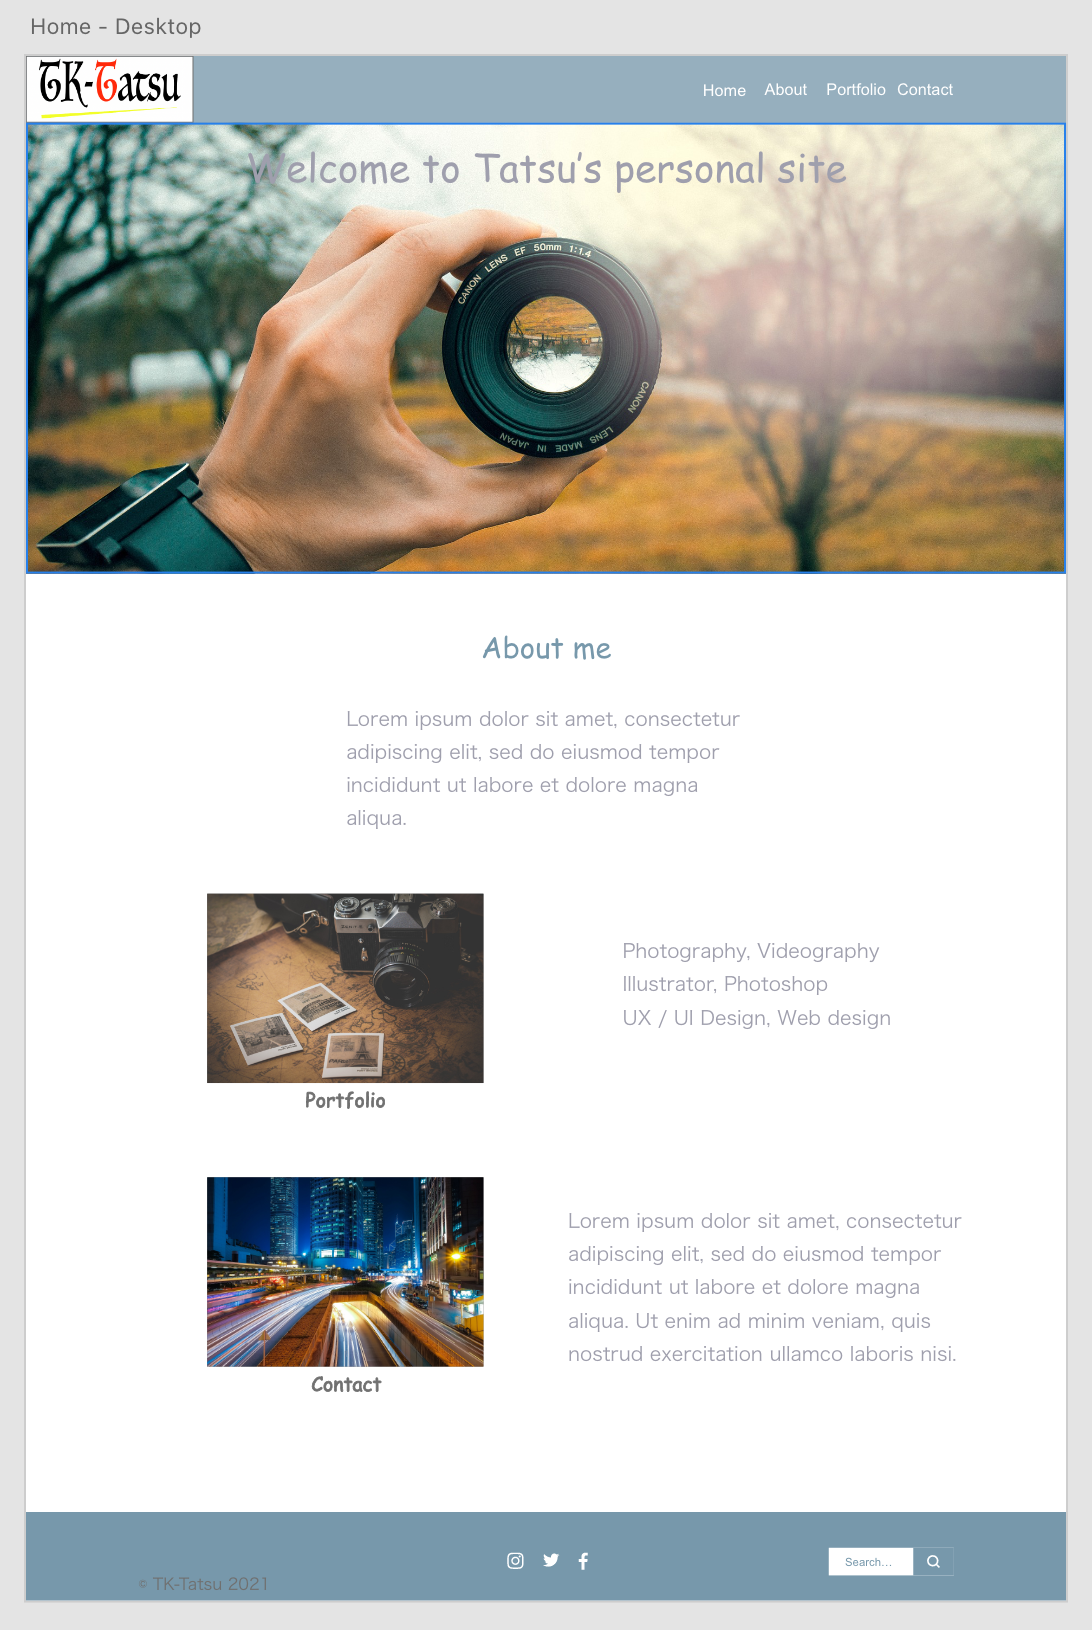 Home - Desktop
TK-Tatsu
Home About Portfolio Contact
Welcome to Tatsu's personal site
CANON LENS EF 50mm 1:1.4
CANON LENS MADE IN JAPAN
About me
Lorem ipsum dolor sit amet, consectetur
adipiscing elit, sed do eiusmod tempor
incididunt ut labore et dolore magna
aliqua.
Photography, Videography
Illustrator, Photoshop
UX / UI Design, Web design
Portfolio
Lorem ipsum dolor sit amet, consectetur
adipiscing elit, sed do eiusmod tempor
incididunt ut labore et dolore magna
aliqua. Ut enim ad minim veniam, quis
nostrud exercitation ullamco laboris nisi.
Contact
Search...
© TK-Tatsu 2021